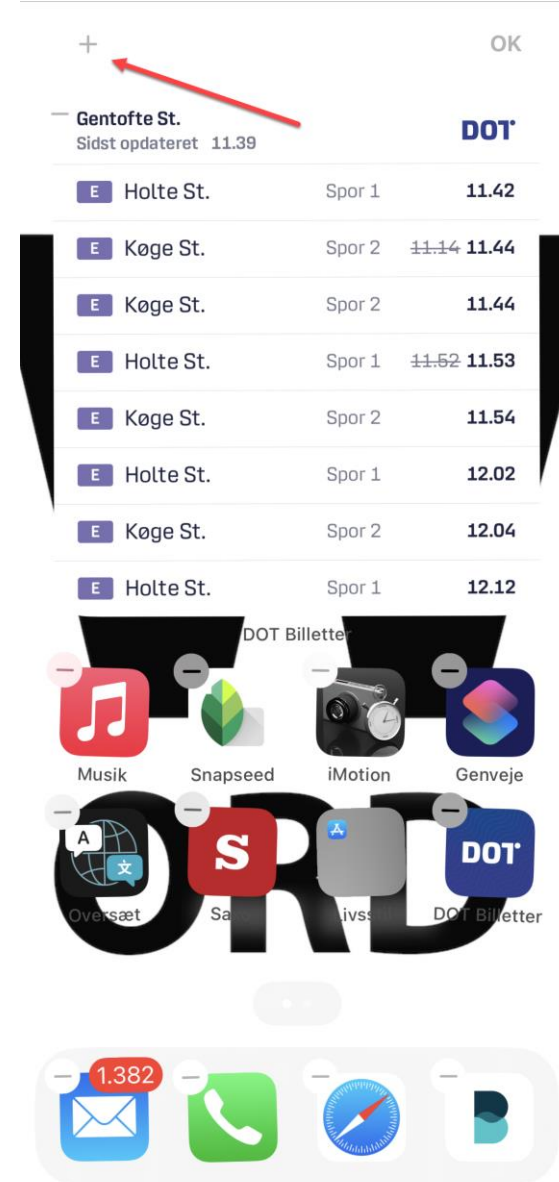 + OK
Gentofte St.
Sidst opdateret 11.39
DOT
E Holte St. Spor 1 11.42
E Køge St. Spor 2 11.14 11.44
E Køge St. Spor 2 11.44
E Holte St. Spor 1 11.52 11.53
E Køge St. Spor 2 11.54
E Holte St. Spor 1 12.02
E Køge St. Spor 2 12.04
E Holte St. Spor 1 12.12
DOT Billetter
Musik Snapseed iMotion Genveje
A 文 S DOT
Oversæt DOT Billetter
ORD
1.382